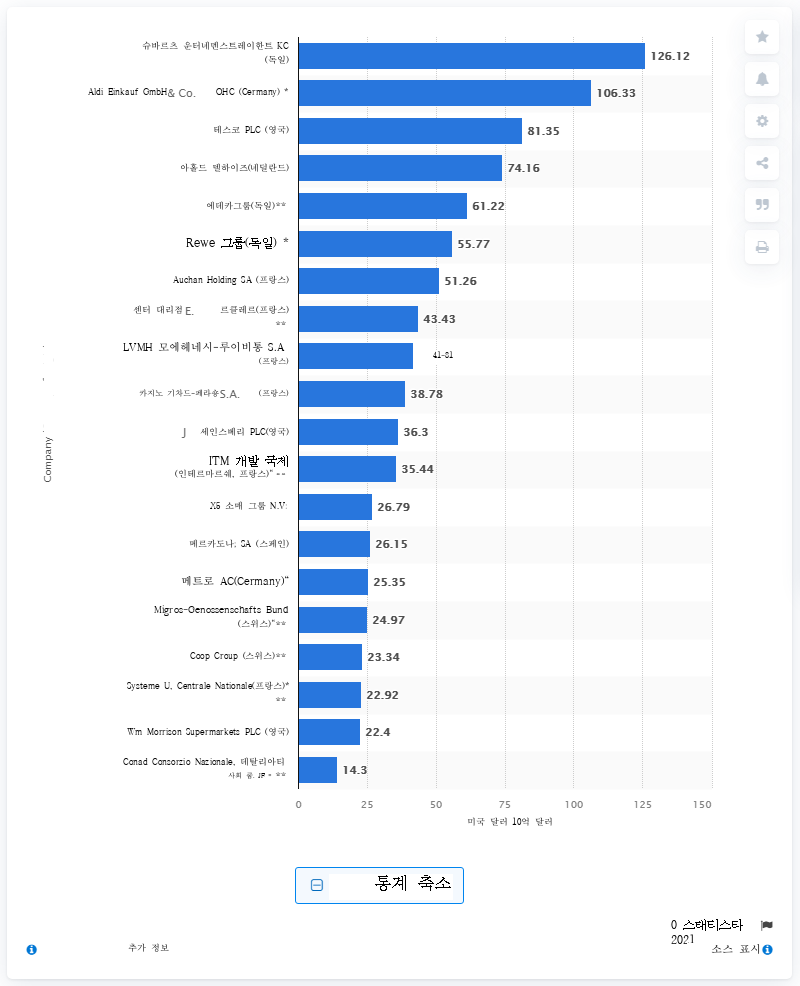 슈바르츠 운터네멘스트레이한트 KG
(독일)
126.12
Aldi Einkauf GmbH& Co. OHC (Germany) *
106.33
테스코 PLC (영국)
81.35
아홀드 델하이즈(네덜란드)
74.16
에데카그룹(독일)**
61.22
Rewe 그룹(독일) *
55.77
Auchan Holding SA (프랑스)
51.26
센터 대리점 E. 르클레르(프랑스)
**
43.43
LVMH 모에헤네시-루이비통 S.A
(프랑스)
41-81
카지노 기차드-페라숑S.A. (프랑스)
38.78
J 세인스베리 PLC(영국)
36.3
ITM 개발 국제
(인테르마르쉐, 프랑스)" --
35.44
X5 소매 그룹 N.V:
26.79
메르카도나; SA (스페인)
26.15
메트로 AC(Germany)"
25.35
Migros-Oenossenschafts Bund
(스위스)"**
24.97
Coop Group (스위스)**
23.34
Systeme U, Centrale Nationale(프랑스)*
**
22.92
Wm Morrison Supermarkets PLC (영국)
22.4
Conad Consorzio Nazionale, 데탈리아티
사회 쿱. JP - **
14.3
Company
0 25 50 75 100 125 150
미국 달러 10억 달러
통계 축소
0 스태티스타
2021
추가 정보
소스 표시